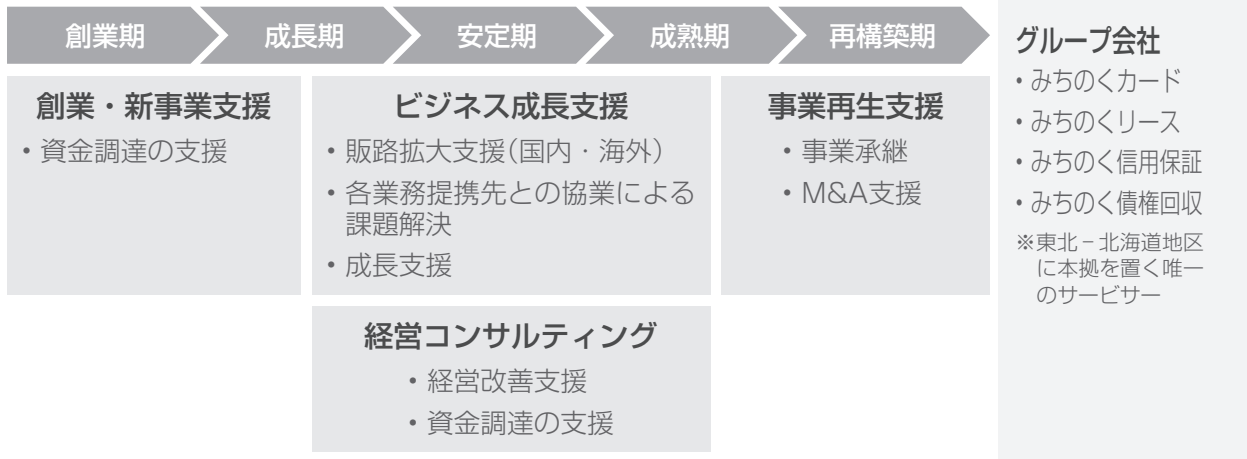 創業期
成長期
安定期
成熟期
再構築期
創業・新事業支援
・資金調達の支援
ビジネス成長支援
・販路拡大支援(国内・海外)
・各業務提携先との協業による
課題解決
・成長支援
事業再生支援
・事業承継
・M&A支援
経営コンサルティング
・経営改善支援
・資金調達の支援
グループ会社
・みちのくカード
・みちのくリース
・みちのく信用保証
・みちのく債権回収
※東北－北海道地区
に本拠を置く唯一
のサービサー